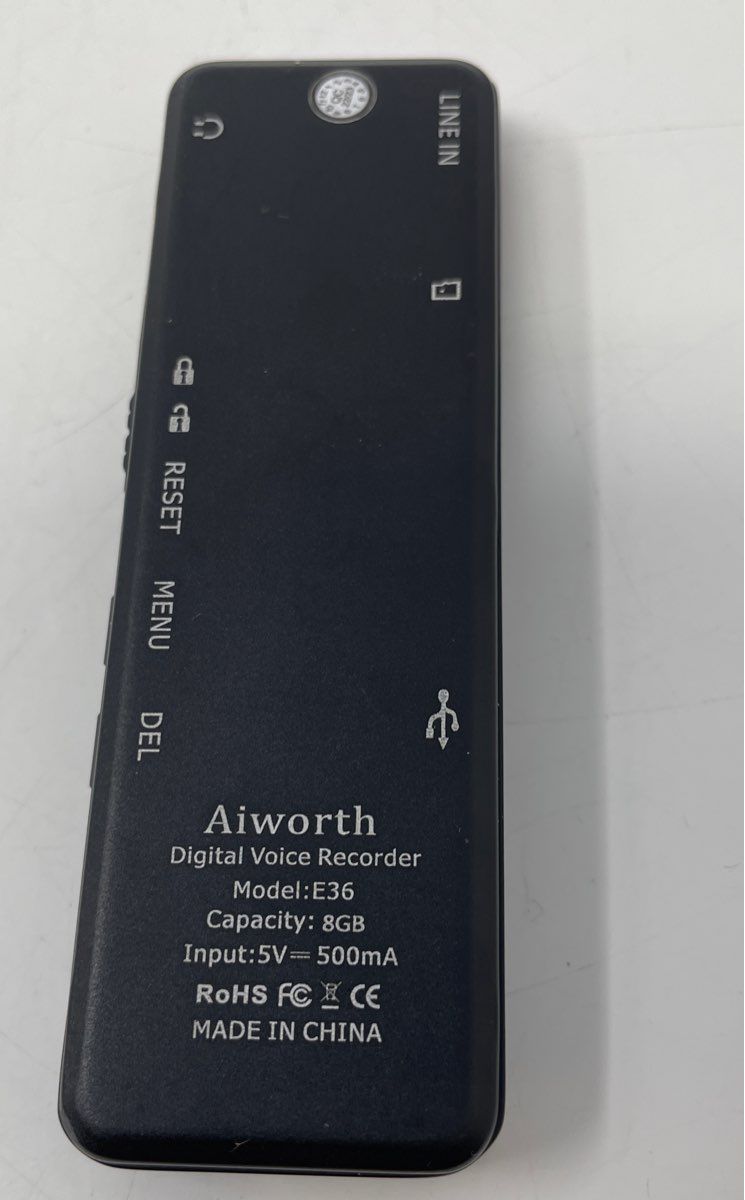 LINE IN
RESET
MENU
DEL
Aiworth
Digital Voice Recorder
Model:E36
Capacity: 8GB
Input:5V⎓500mA
RoHS FC CE
MADE IN CHINA